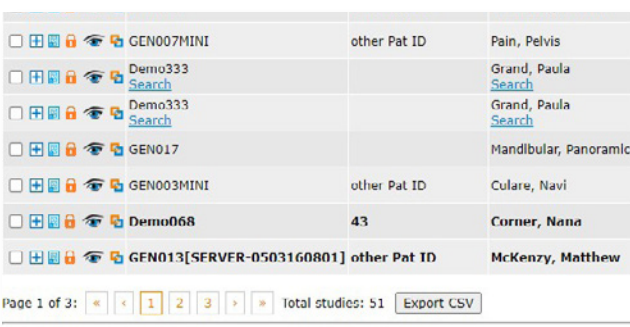 GEN007MINI other Pat ID Pain, Pelvis
Demo333 Grand, Paula
Search Search
Demo333 Grand, Paula
Search Search
GEN017 Mandibular, Panoramic
GEN003MINI other Pat ID Culare, Navi
Demo068 43 Corner, Nana
GEN013[SERVER-0503160801] other Pat ID McKenzy, Matthew
Page 1 of 3: « ‹ 1 2 3 › » Total studies: 51 Export CSV